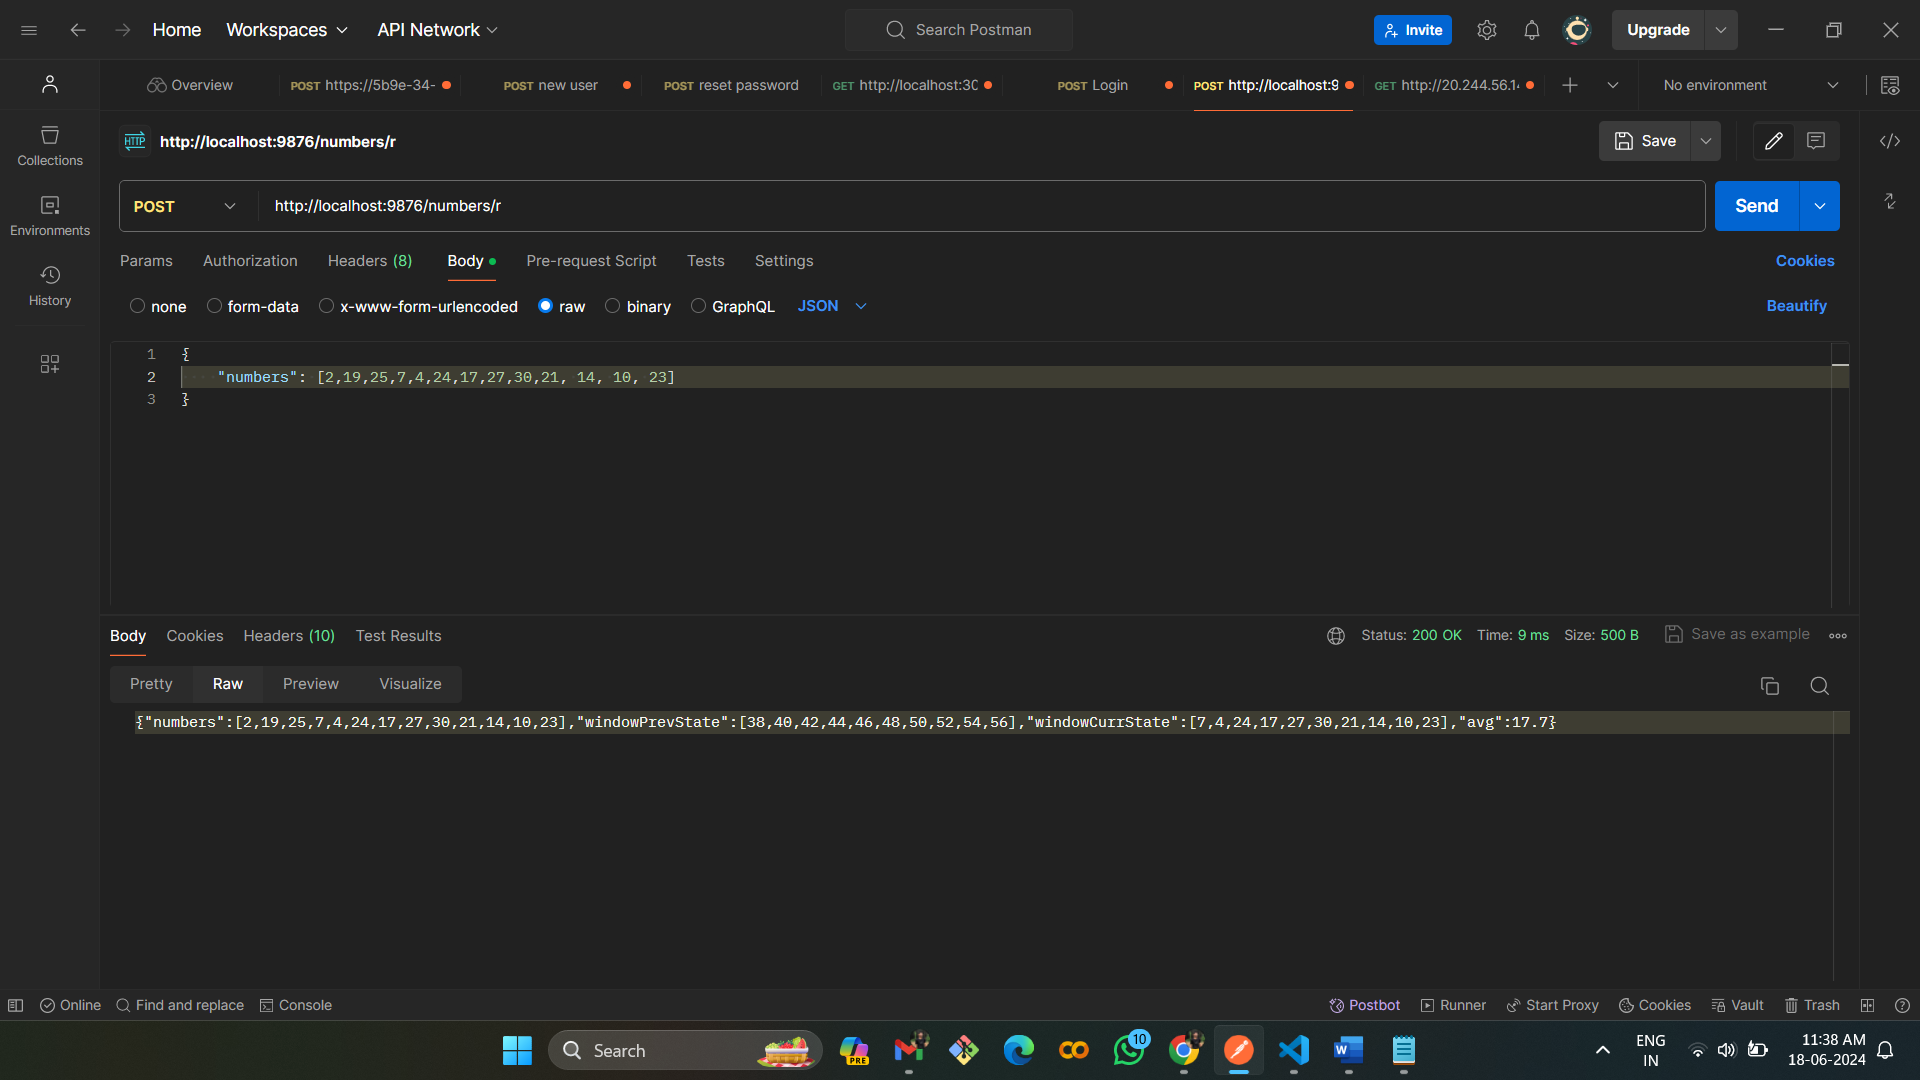 Home Workspaces API Network Search Postman Invite Upgrade
Overview POST https://5b9e-34- POST new user POST reset password GET http://localhost:30 POST Login POST http://localhost:9 GET http://20.244.56.14 No environment
HTTP http://localhost:9876/numbers/r Save
Collections
Environments
History
POST http://localhost:9876/numbers/r Send
Params Authorization Headers (8) Body Pre-request Script Tests Settings Cookies
none form-data x-www-form-urlencoded raw binary GraphQL JSON Beautify
1 {
2 "numbers": [2,19,25,7,4,24,17,27,30,21, 14, 10, 23]
3 }
Body Cookies Headers (10) Test Results Status: 200 OK Time: 9 ms Size: 500 B Save as example
Pretty Raw Preview Visualize
{"numbers":[2,19,25,7,4,24,17,27,30,21,14,10,23],"windowPrevState":[38,40,42,44,46,48,50,52,54,56],"windowCurrState":[7,4,24,17,27,30,21,14,10,23],"avg":17.7}
Online Find and replace Console Postbot Runner Start Proxy Cookies Vault Trash
Search PRE 10 W ENG 11:38 AM
IN 18-06-2024